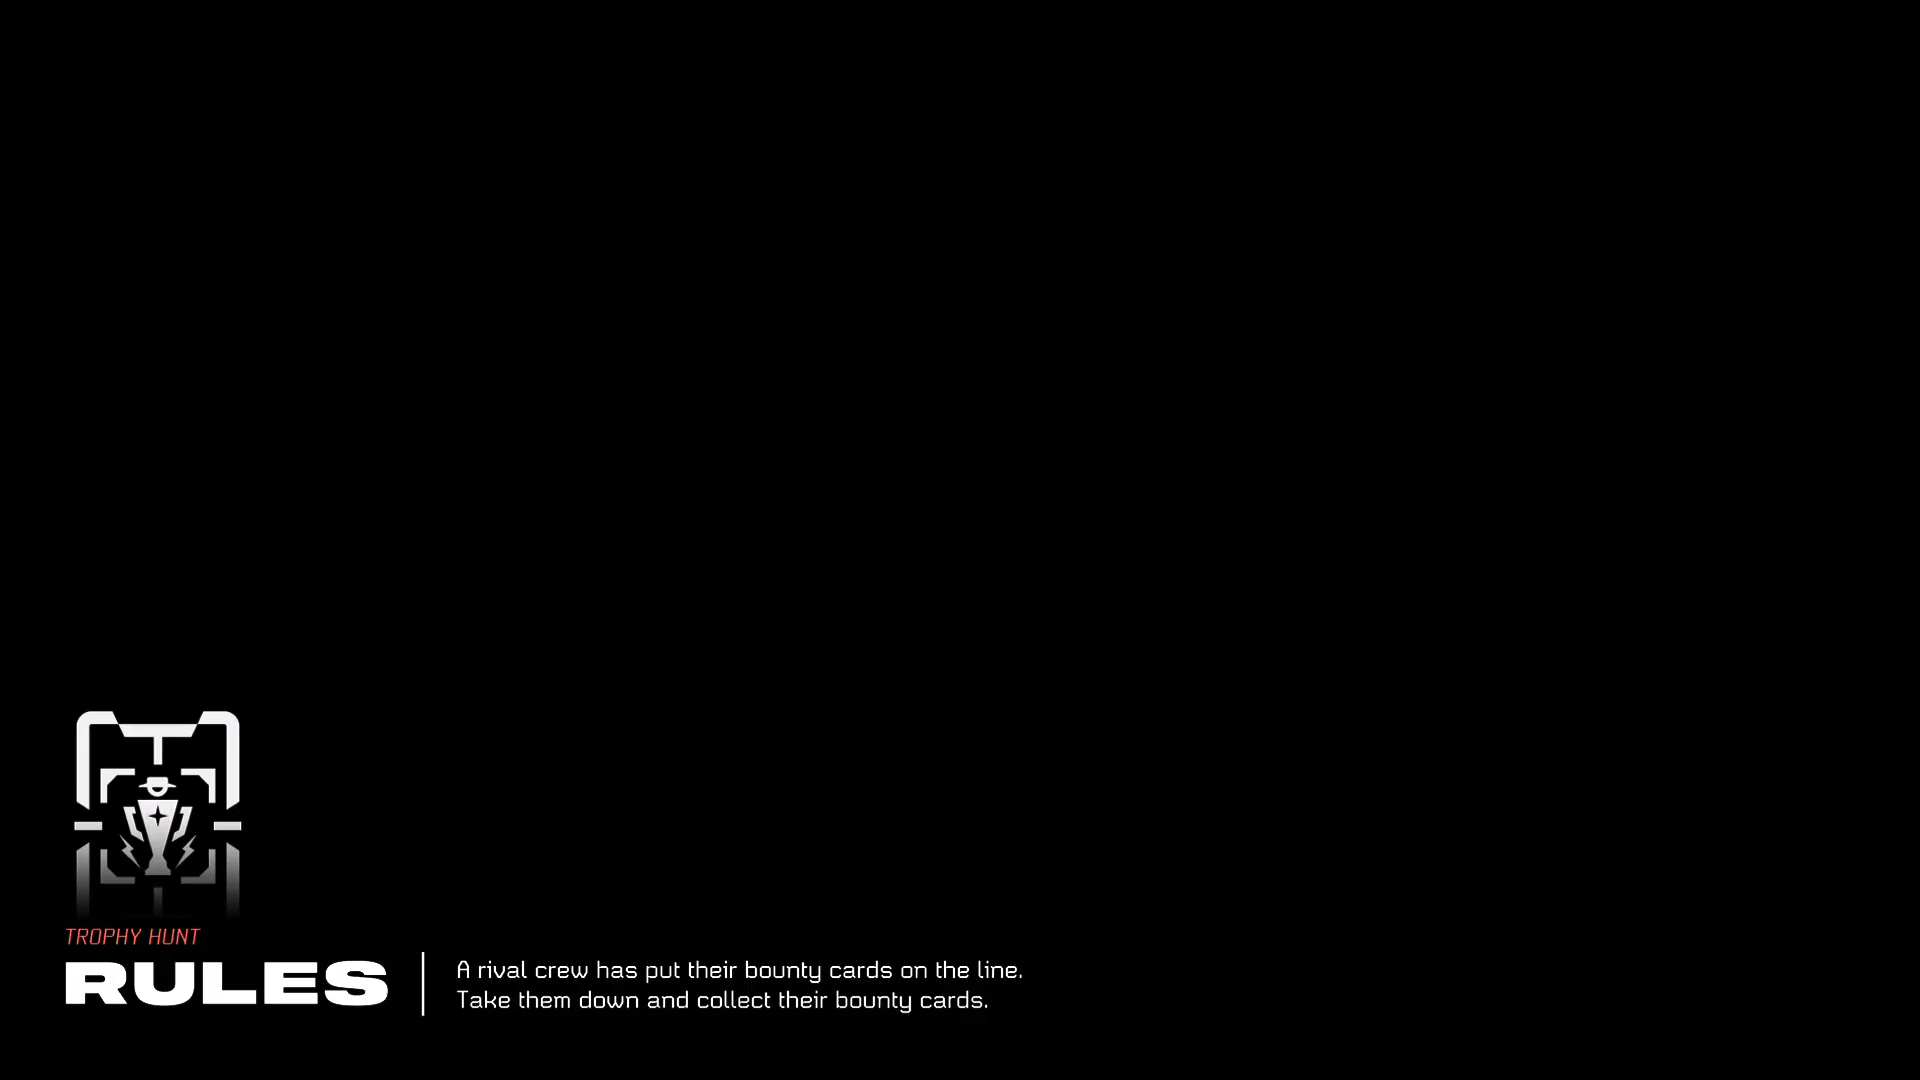 TROPHY HUNT
RULES
A rival crew has put their bounty cards on the line.
Take them down and collect their bounty cards.